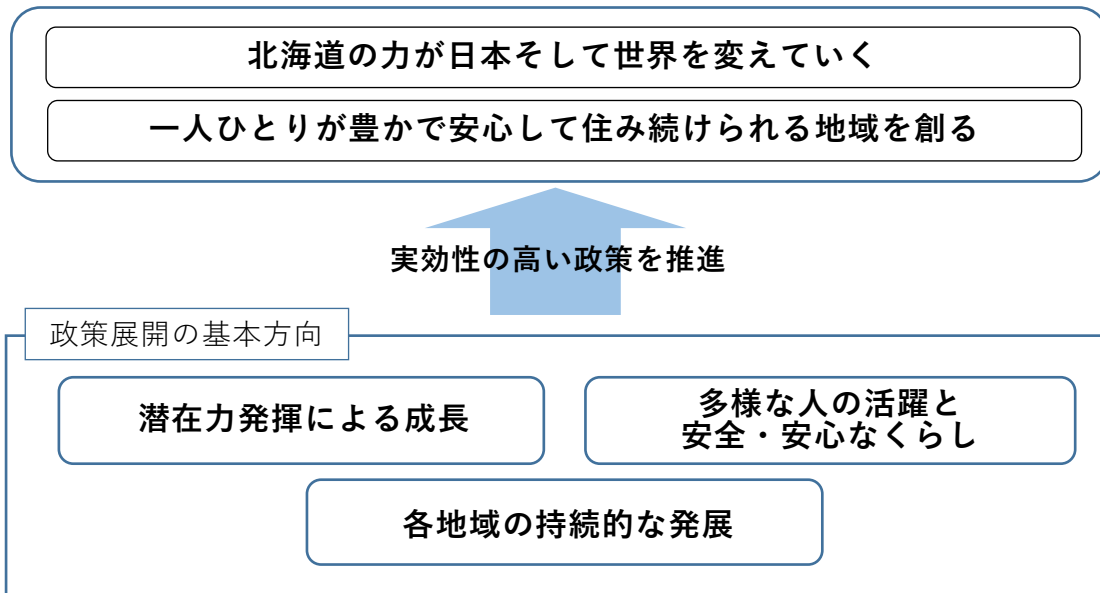 北海道の力が日本そして世界を変えていく
一人ひとりが豊かで安心して住み続けられる地域を創る
実効性の高い政策を推進
政策展開の基本方向
潜在力発揮による成長
多様な人の活躍と
安全・安心なくらし
各地域の持続的な発展